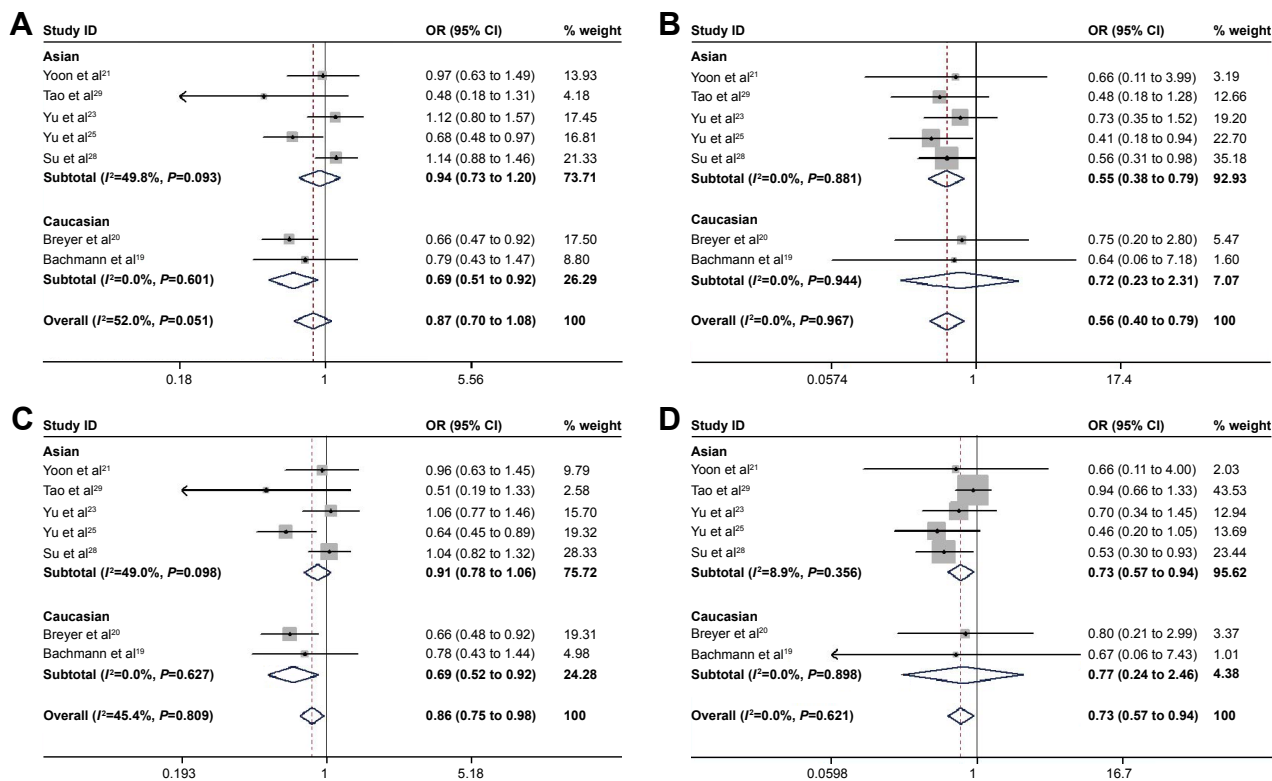 A
Study ID OR (95% CI) % weight
Asian
Yoon et al21 0.97 (0.63 to 1.49) 13.93
Tao et al29 0.48 (0.18 to 1.31) 4.18
Yu et al23 1.12 (0.80 to 1.57) 17.45
Yu et al25 0.68 (0.48 to 0.97) 16.81
Su et al28 1.14 (0.88 to 1.46) 21.33
Subtotal (I2=49.8%, P=0.093) 0.94 (0.73 to 1.20) 73.71
Caucasian
Breyer et al20 0.66 (0.47 to 0.92) 17.50
Bachmann et al19 0.79 (0.43 to 1.47) 8.80
Subtotal (I2=0.0%, P=0.601) 0.69 (0.51 to 0.92) 26.29
Overall (I2=52.0%, P=0.051) 0.87 (0.70 to 1.08) 100
0.18 1 5.56
B
Study ID OR (95% CI) % weight
Asian
Yoon et al21 0.66 (0.11 to 3.99) 3.19
Tao et al29 0.48 (0.18 to 1.28) 12.66
Yu et al23 0.73 (0.35 to 1.52) 19.20
Yu et al25 0.41 (0.18 to 0.94) 22.70
Su et al28 0.56 (0.31 to 0.98) 35.18
Subtotal (I2=0.0%, P=0.881) 0.55 (0.38 to 0.79) 92.93
Caucasian
Breyer et al20 0.75 (0.20 to 2.80) 5.47
Bachmann et al19 0.64 (0.06 to 7.18) 1.60
Subtotal (I2=0.0%, P=0.944) 0.72 (0.23 to 2.31) 7.07
Overall (I2=0.0%, P=0.967) 0.56 (0.40 to 0.79) 100
0.0574 1 17.4
C
Study ID OR (95% CI) % weight
Asian
Yoon et al21 0.96 (0.63 to 1.45) 9.79
Tao et al29 0.51 (0.19 to 1.33) 2.58
Yu et al23 1.06 (0.77 to 1.46) 15.70
Yu et al25 0.64 (0.45 to 0.89) 19.32
Su et al28 1.04 (0.82 to 1.32) 28.33
Subtotal (I2=49.0%, P=0.098) 0.91 (0.78 to 1.06) 75.72
Caucasian
Breyer et al20 0.66 (0.48 to 0.92) 19.31
Bachmann et al19 0.78 (0.43 to 1.44) 4.98
Subtotal (I2=0.0%, P=0.627) 0.69 (0.52 to 0.92) 24.28
Overall (I2=45.4%, P=0.809) 0.86 (0.75 to 0.98) 100
0.193 1 5.18
D
Study ID OR (95% CI) % weight
Asian
Yoon et al21 0.66 (0.11 to 4.00) 2.03
Tao et al29 0.94 (0.66 to 1.33) 43.53
Yu et al23 0.70 (0.34 to 1.45) 12.94
Yu et al25 0.46 (0.20 to 1.05) 13.69
Su et al28 0.53 (0.30 to 0.93) 23.44
Subtotal (I2=8.9%, P=0.356) 0.73 (0.57 to 0.94) 95.62
Caucasian
Breyer et al20 0.80 (0.21 to 2.99) 3.37
Bachmann et al19 0.67 (0.06 to 7.43) 1.01
Subtotal (I2=0.0%, P=0.898) 0.77 (0.24 to 2.46) 4.38
Overall (I2=0.0%, P=0.621) 0.73 (0.57 to 0.94) 100
0.0598 1 16.7